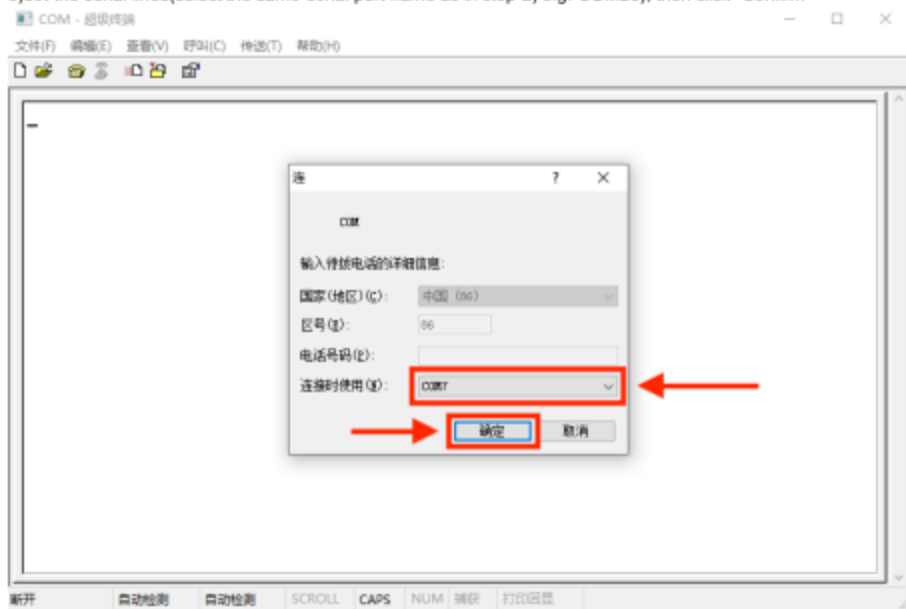 COM - 超级终端
文件(F) 编辑(E) 查看(V) 呼叫(C) 传送(T) 帮助(H)
连 ?
COM
输入待拨电话的详细信息:
国家(地区)(C): 中国 (86)
区号(E): 86
电话号码(P):
连接时使用(N): COM7
确定 取消
断开 自动检测 自动检测 SCROLL CAPS NUM 捕获 打印回显